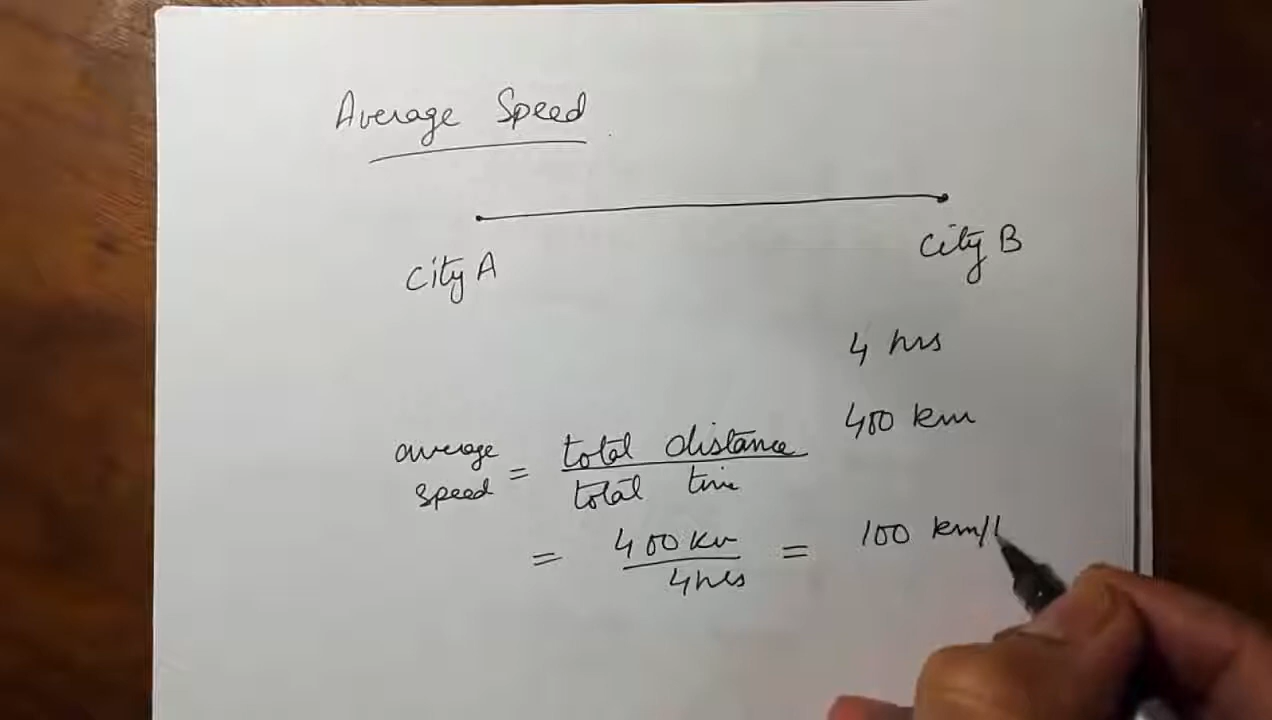 Average Speed
City A
City B
4 hrs
400 km
average speed = total distance / total time
= 400 km / 4 hrs = 100 km/